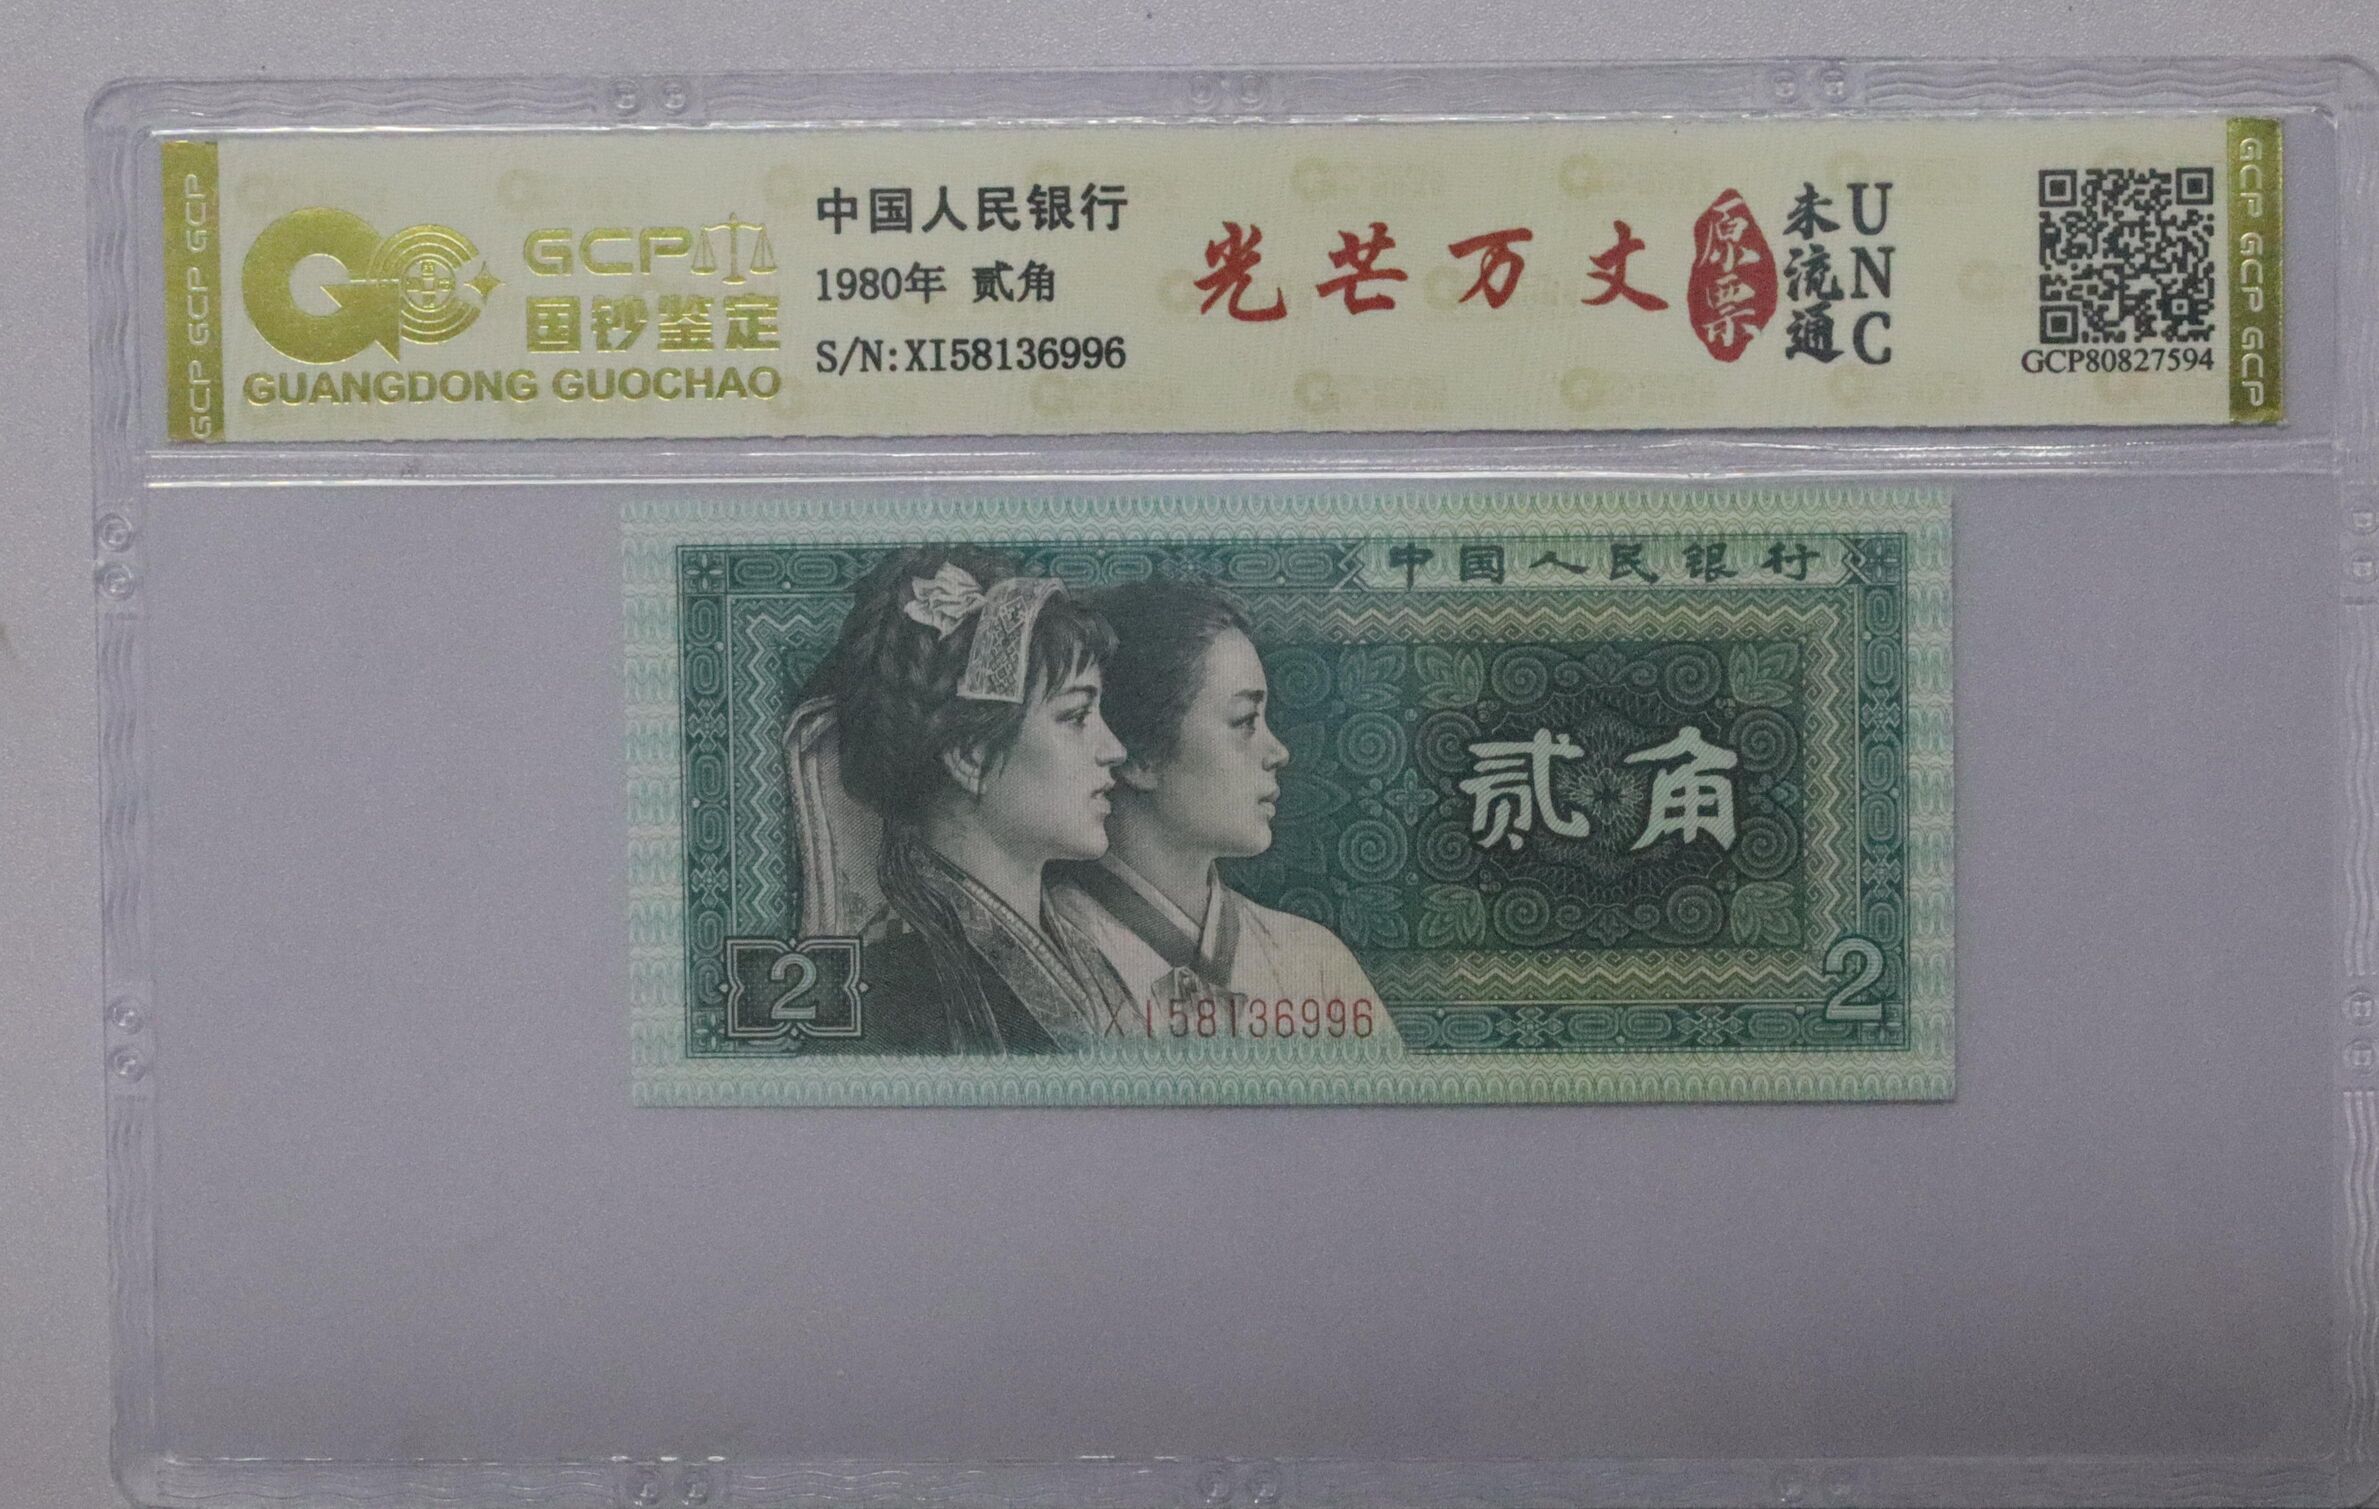 GCP GCP GCP
GCP
国钞鉴定
GUANGDONG GUOCHAO
中国人民银行
1980年 贰角
S/N:XI58136996
光芒万丈
原票
未流通
UNC
GCP80827594
GCP GCP GCP
中国人民银行
贰角
2
XI58136996
2